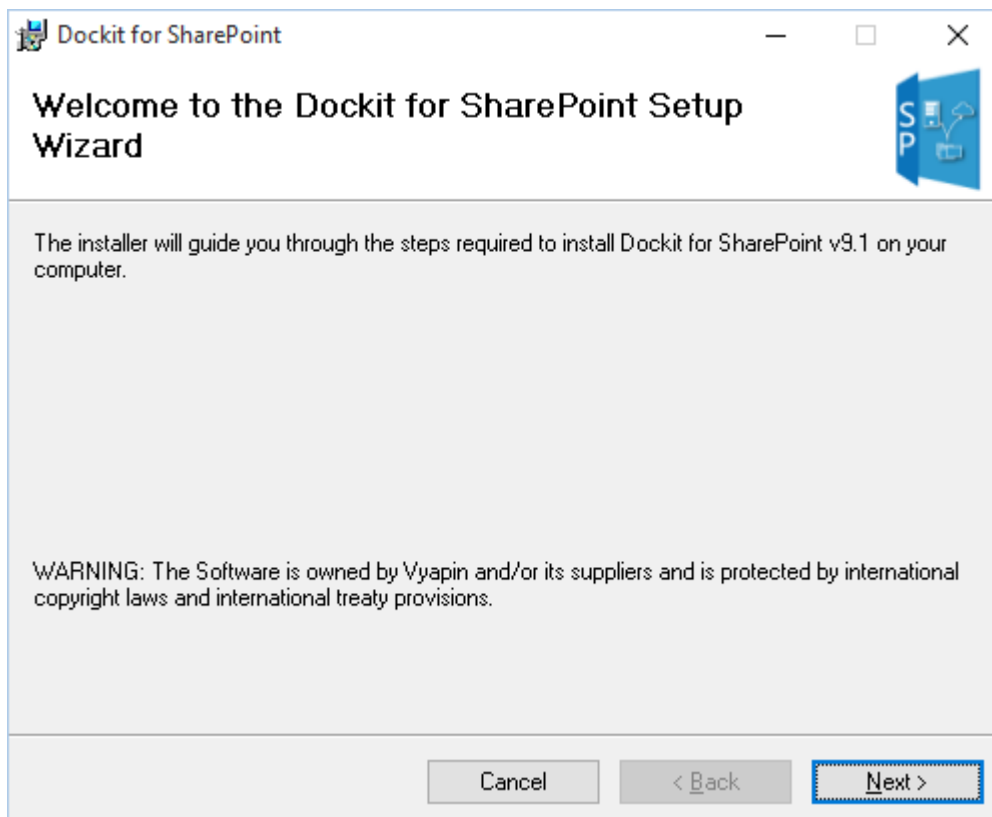 Dockit for SharePoint
Welcome to the Dockit for SharePoint Setup
Wizard
S
P
The installer will guide you through the steps required to install Dockit for SharePoint v9.1 on your
computer.
WARNING: The Software is owned by Vyapin and/or its suppliers and is protected by international
copyright laws and international treaty provisions.
Cancel
< Back
Next >